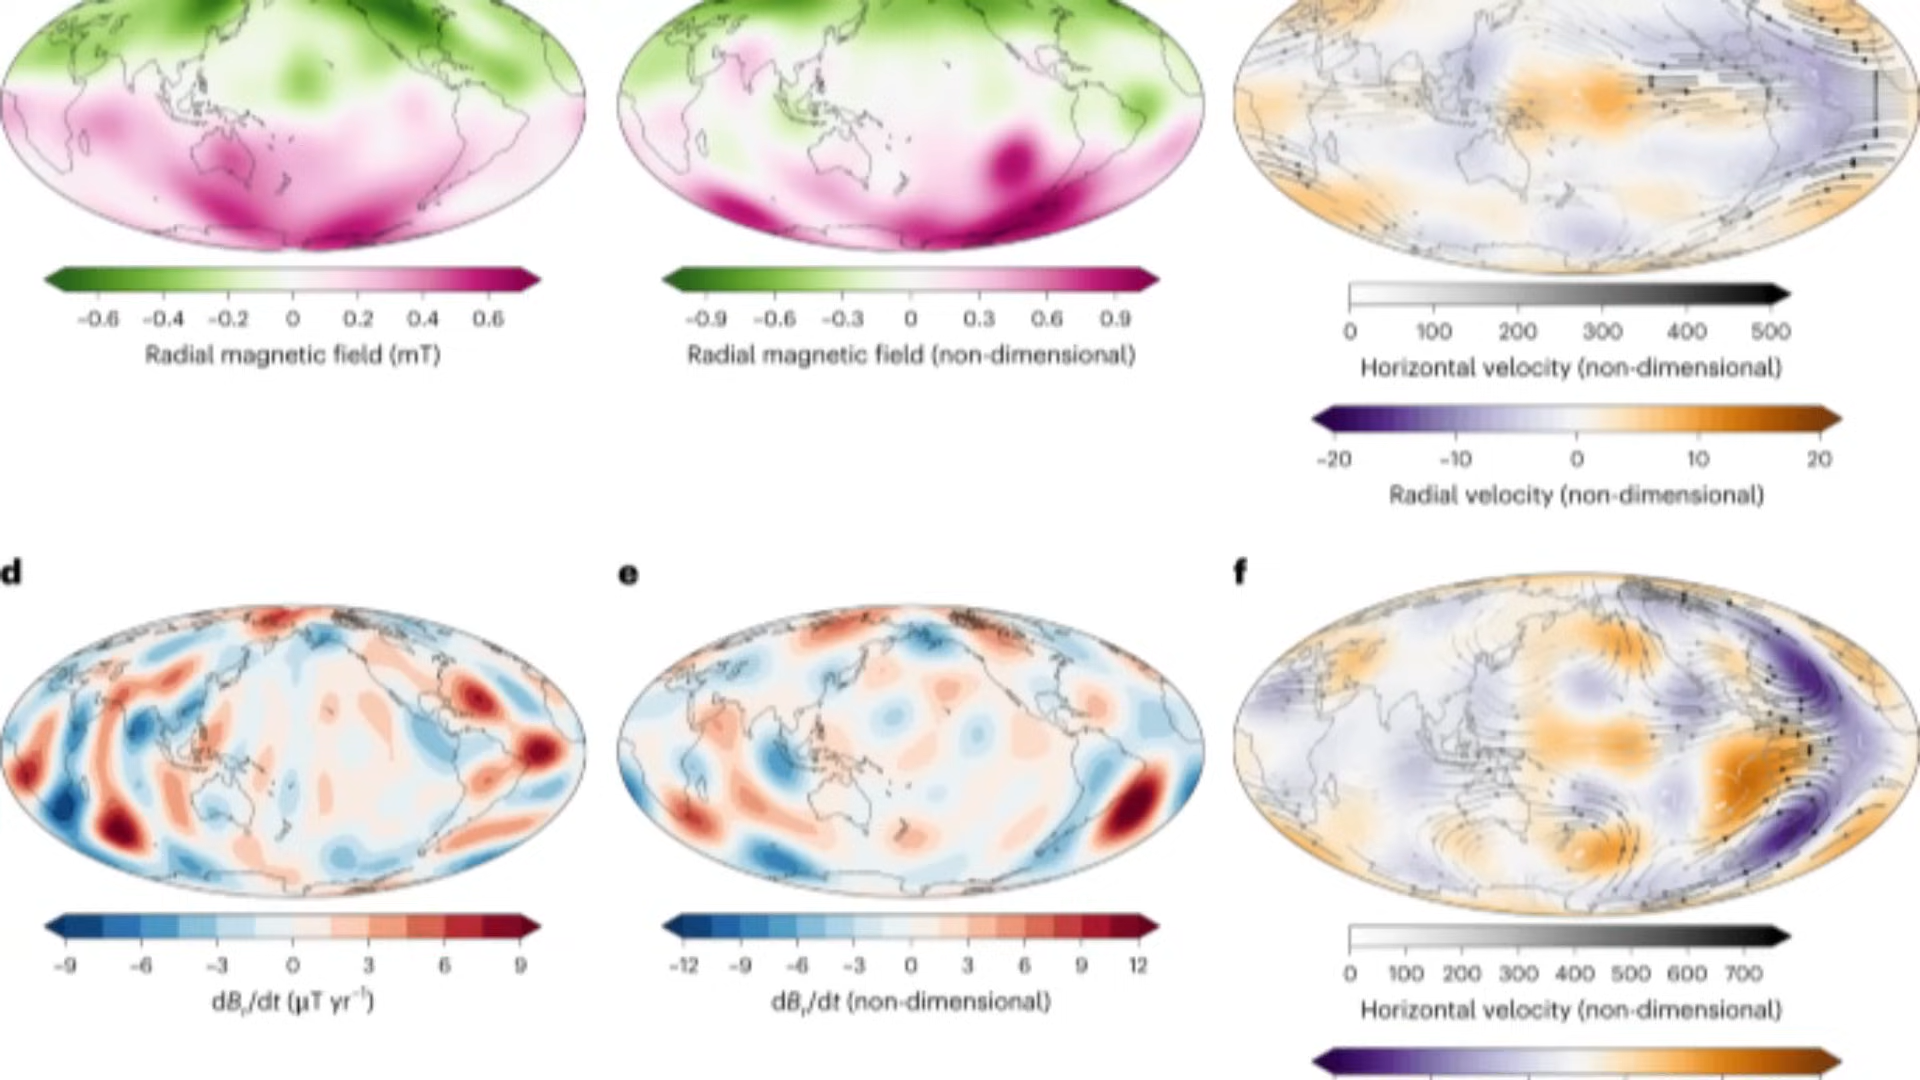 -0.6 -0.4 -0.2 0 0.2 0.4 0.6
Radial magnetic field (mT)
-0.9 -0.6 -0.3 0 0.3 0.6 0.9
Radial magnetic field (non-dimensional)
0 100 200 300 400 500
Horizontal velocity (non-dimensional)
-20 -10 0 10 20
Radial velocity (non-dimensional)
d
e
f
-9 -6 -3 0 3 6 9
dBr/dt (μT yr⁻¹)
-12 -9 -6 -3 0 3 6 9 12
dBr/dt (non-dimensional)
0 100 200 300 400 500 600 700
Horizontal velocity (non-dimensional)